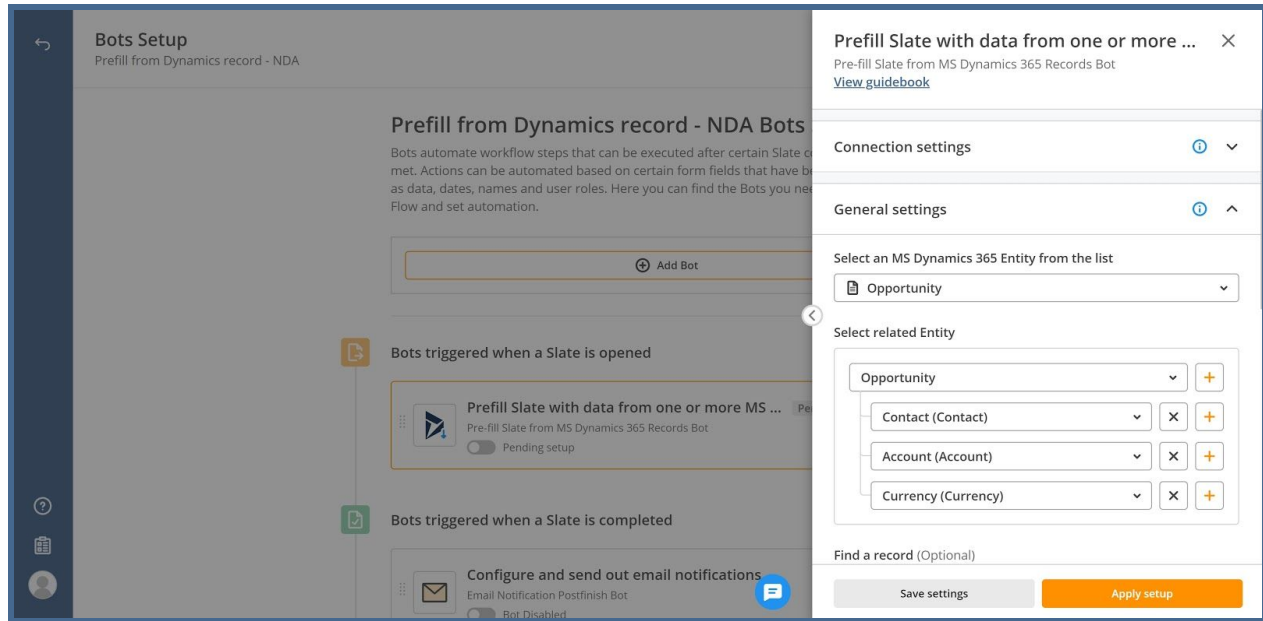 Bots Setup
Prefill from Dynamics record - NDA
Prefill from Dynamics record - NDA Bots
Bots automate workflow steps that can be executed after certain Slate
met. Actions can be automated based on certain form fields that have
as data, dates, names and user roles. Here you can find the Bots you
Flow and set automation.
Add Bot
Bots triggered when a Slate is opened
Prefill Slate with data from one or more MS ...
Pre-fill Slate from MS Dynamics 365 Records Bot
Pending setup
Bots triggered when a Slate is completed
Configure and send out email notifications
Email Notification Postfinish Bot
Bot Disabled
Prefill Slate with data from one or more ...
Pre-fill Slate from MS Dynamics 365 Records Bot
View guidebook
Connection settings
General settings
Select an MS Dynamics 365 Entity from the list
Opportunity
Select related Entity
Opportunity
Contact (Contact)
Account (Account)
Currency (Currency)
Find a record (Optional)
Save settings
Apply setup